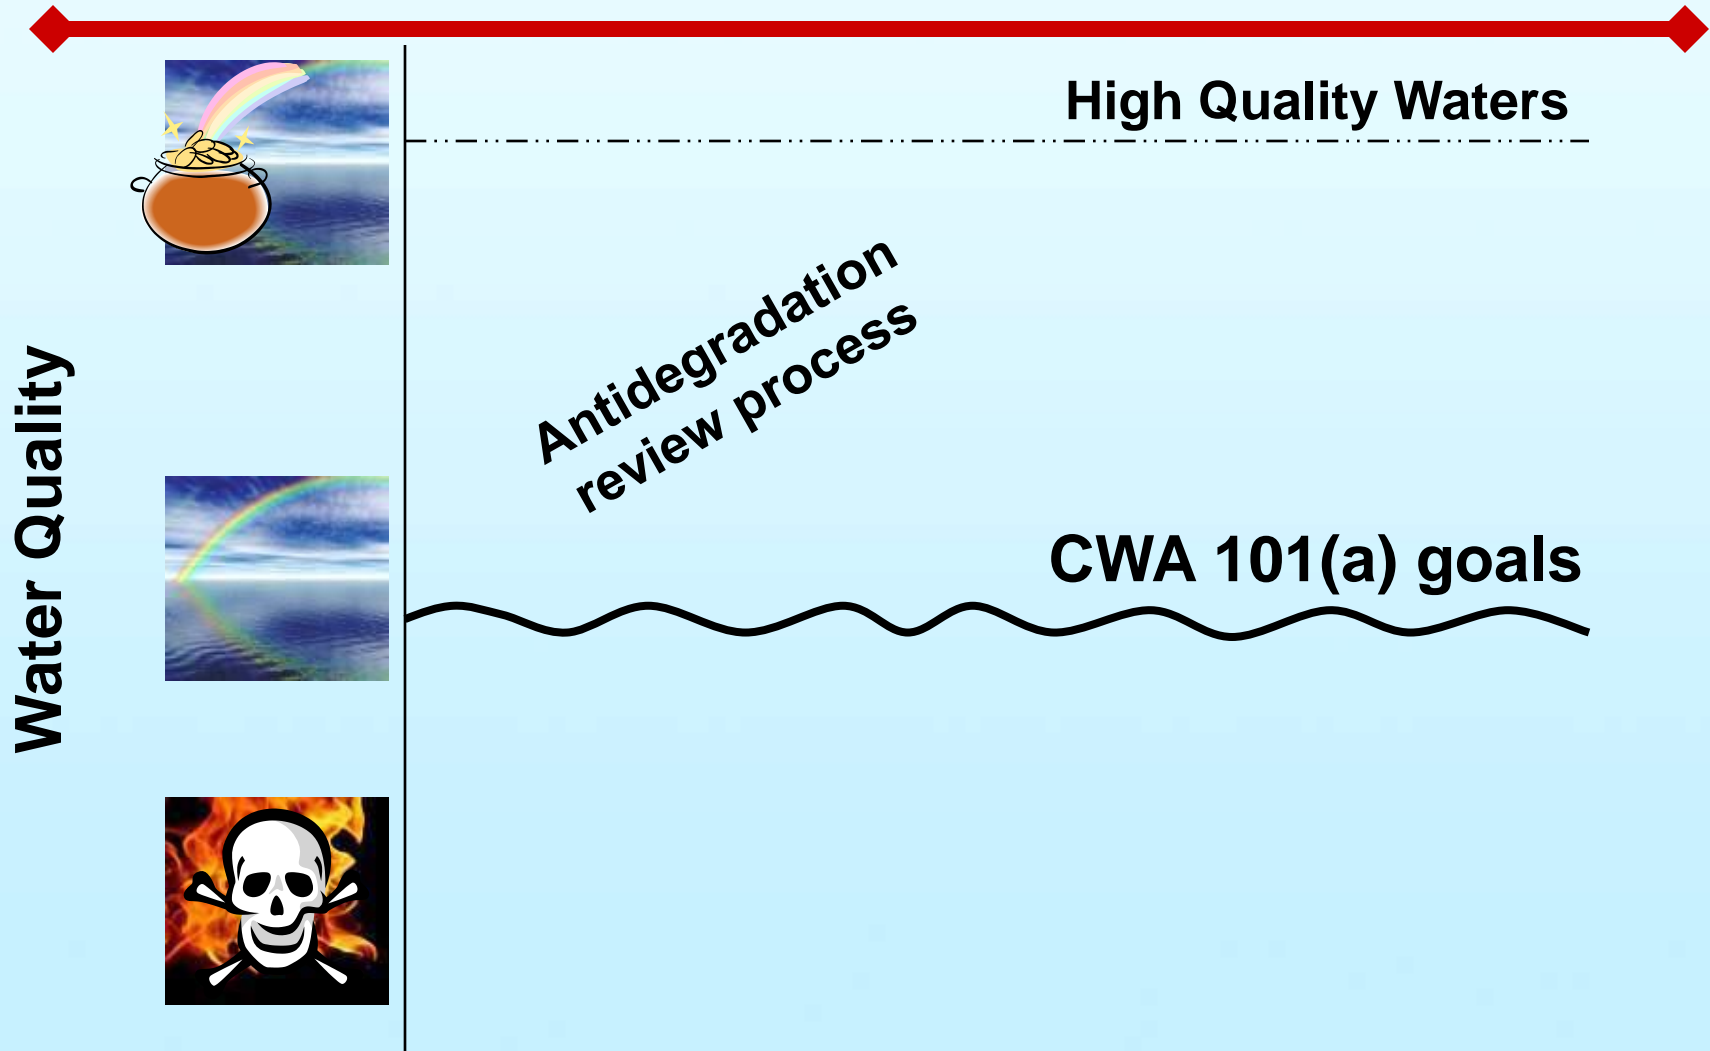 High Quality Waters
Antidegradation
review process
CWA 101(a) goals
Water Quality